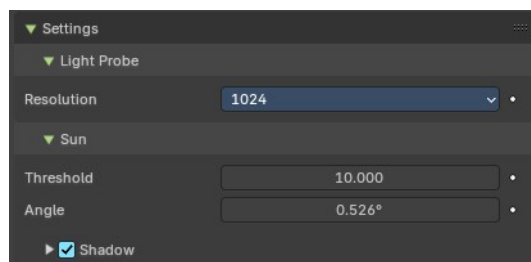 Settings
Light Probe
Resolution 1024
Sun
Threshold 10.000
Angle 0.526°
Shadow